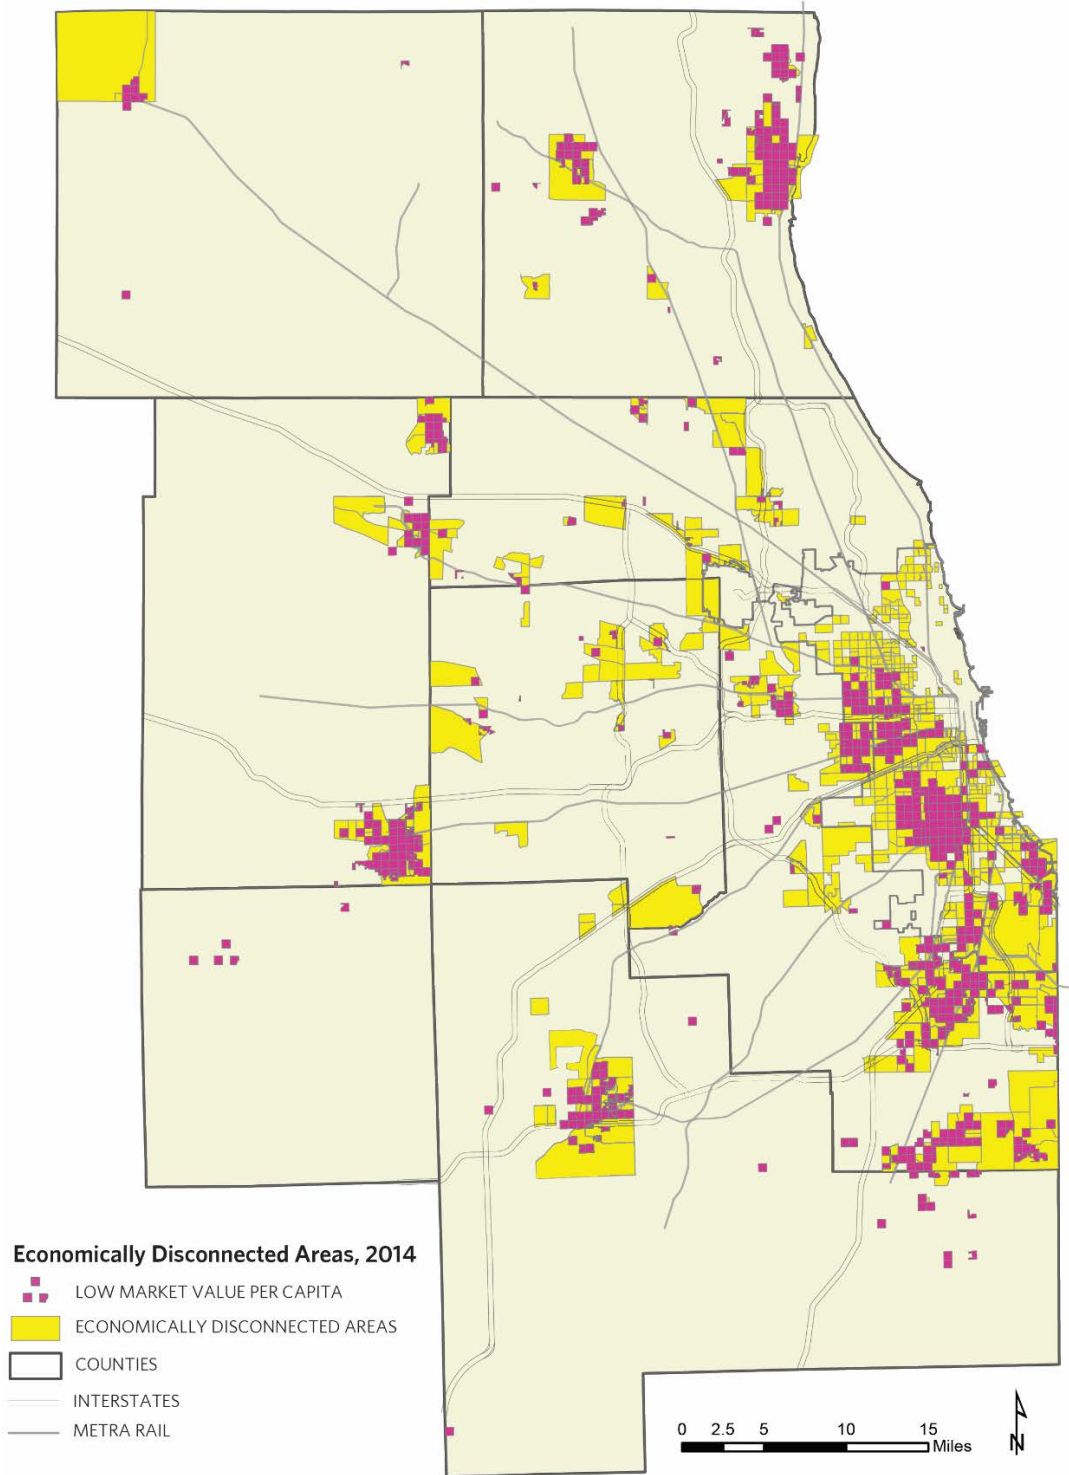 Economically Disconnected Areas, 2014
LOW MARKET VALUE PER CAPITA
ECONOMICALLY DISCONNECTED AREAS
COUNTIES
INTERSTATES
METRA RAIL
0 2.5 5 10 15
Miles
N